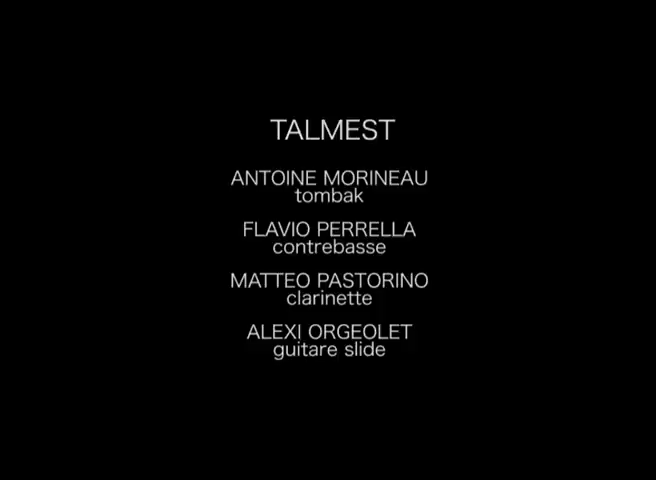 TALMEST
ANTOINE MORINEAU
tombak
FLAVIO PERRELLA
contrebasse
MATTEO PASTORINO
clarinette
ALEXI ORGEOLET
guitare slide